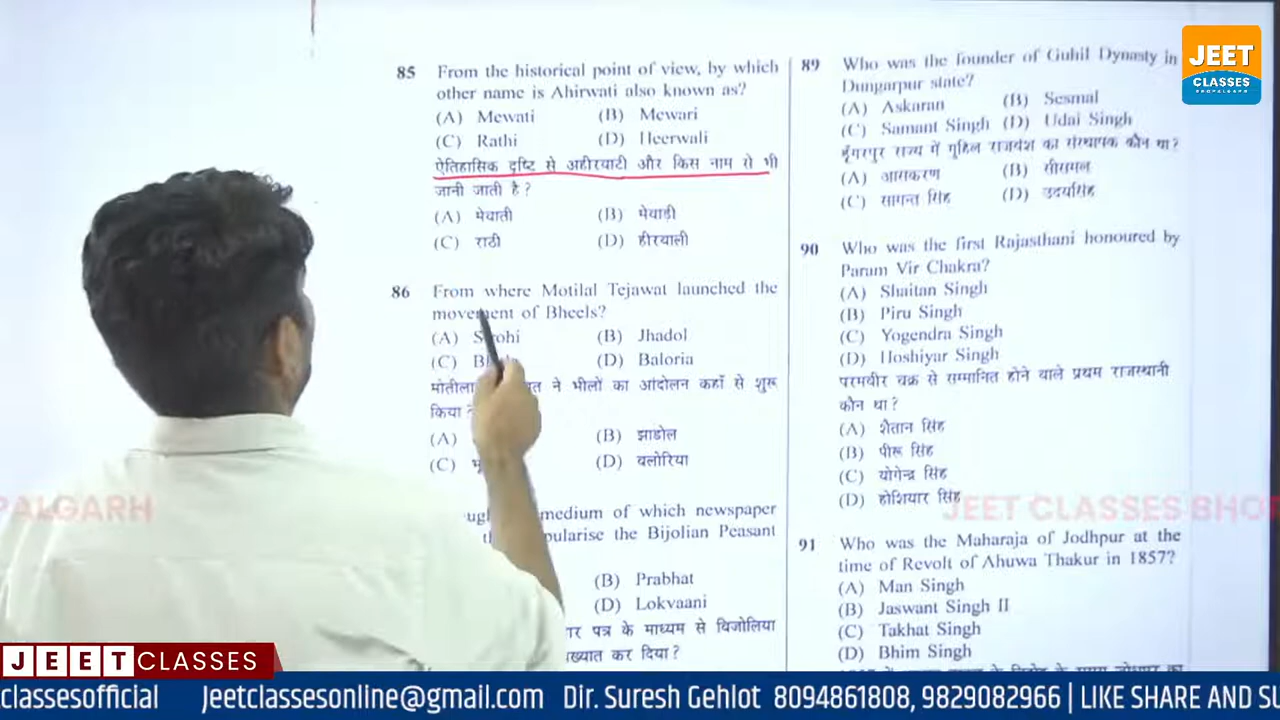 85 From the historical point of view, by which
other name is Ahirwati also known as?
(A) Mewati (B) Mewari
(C) Rathi (D) Heerwali
ऐतिहासिक दृष्टि से अहीरवाटी और किस नाम से भी
जानी जाती है?
(A) मेवाती (B) मेवाडी
(C) राठी (D) हीरवाली
86 From where Motilal Tejawat launched the
movement of Bheels?
(A) (B) Jhadol
(C) (D) Baloria
ने भीलों का आंदोलन कहाँ से शुरू
किया?
(A) (B) झाडोल
(C) (D) वलोरिया
medium of which newspaper
the Bijolian Peasant
(B) Prabhat
(D) Lokvaani
पत्र के माध्यम से विजोलिया
कर दिया?
89 Who was the founder of Guhil Dynasty in
Dungarpur state?
(A) Askaran (B) Sesmal
(C) Samant Singh (D) Udai Singh
डूँगरपुर राज्य में गुहिल राजवंश का संस्थापक कौन था?
(A) आसकरण (B) सीसमल
(C) सामन्त सिंह (D) उदयसिंह
90 Who was the first Rajasthani honoured by
Param Vir Chakra?
(A) Shaitan Singh
(B) Piru Singh
(C) Yogendra Singh
(D) Hoshiyar Singh
परमवीर चक्र से सम्मानित होने वाले प्रथम राजस्थानी
कौन था?
(A) शैतान सिंह
(B) पीरू सिंह
(C) योगेन्द्र सिंह
(D) होशियार सिंह
91 Who was the Maharaja of Jodhpur at the
time of Revolt of Ahuwa Thakur in 1857?
(A) Man Singh
(B) Jaswant Singh II
(C) Takhat Singh
(D) Bhim Singh
JEET
CLASSES
BHOPALGARH
PALGARH
JEET CLASSES BHOP
JEET CLASSES
classesofficial Jeetclassesonline@gmail.com Dir. Suresh Gehlot 8094861808, 9829082966 | LIKE SHARE AND SU